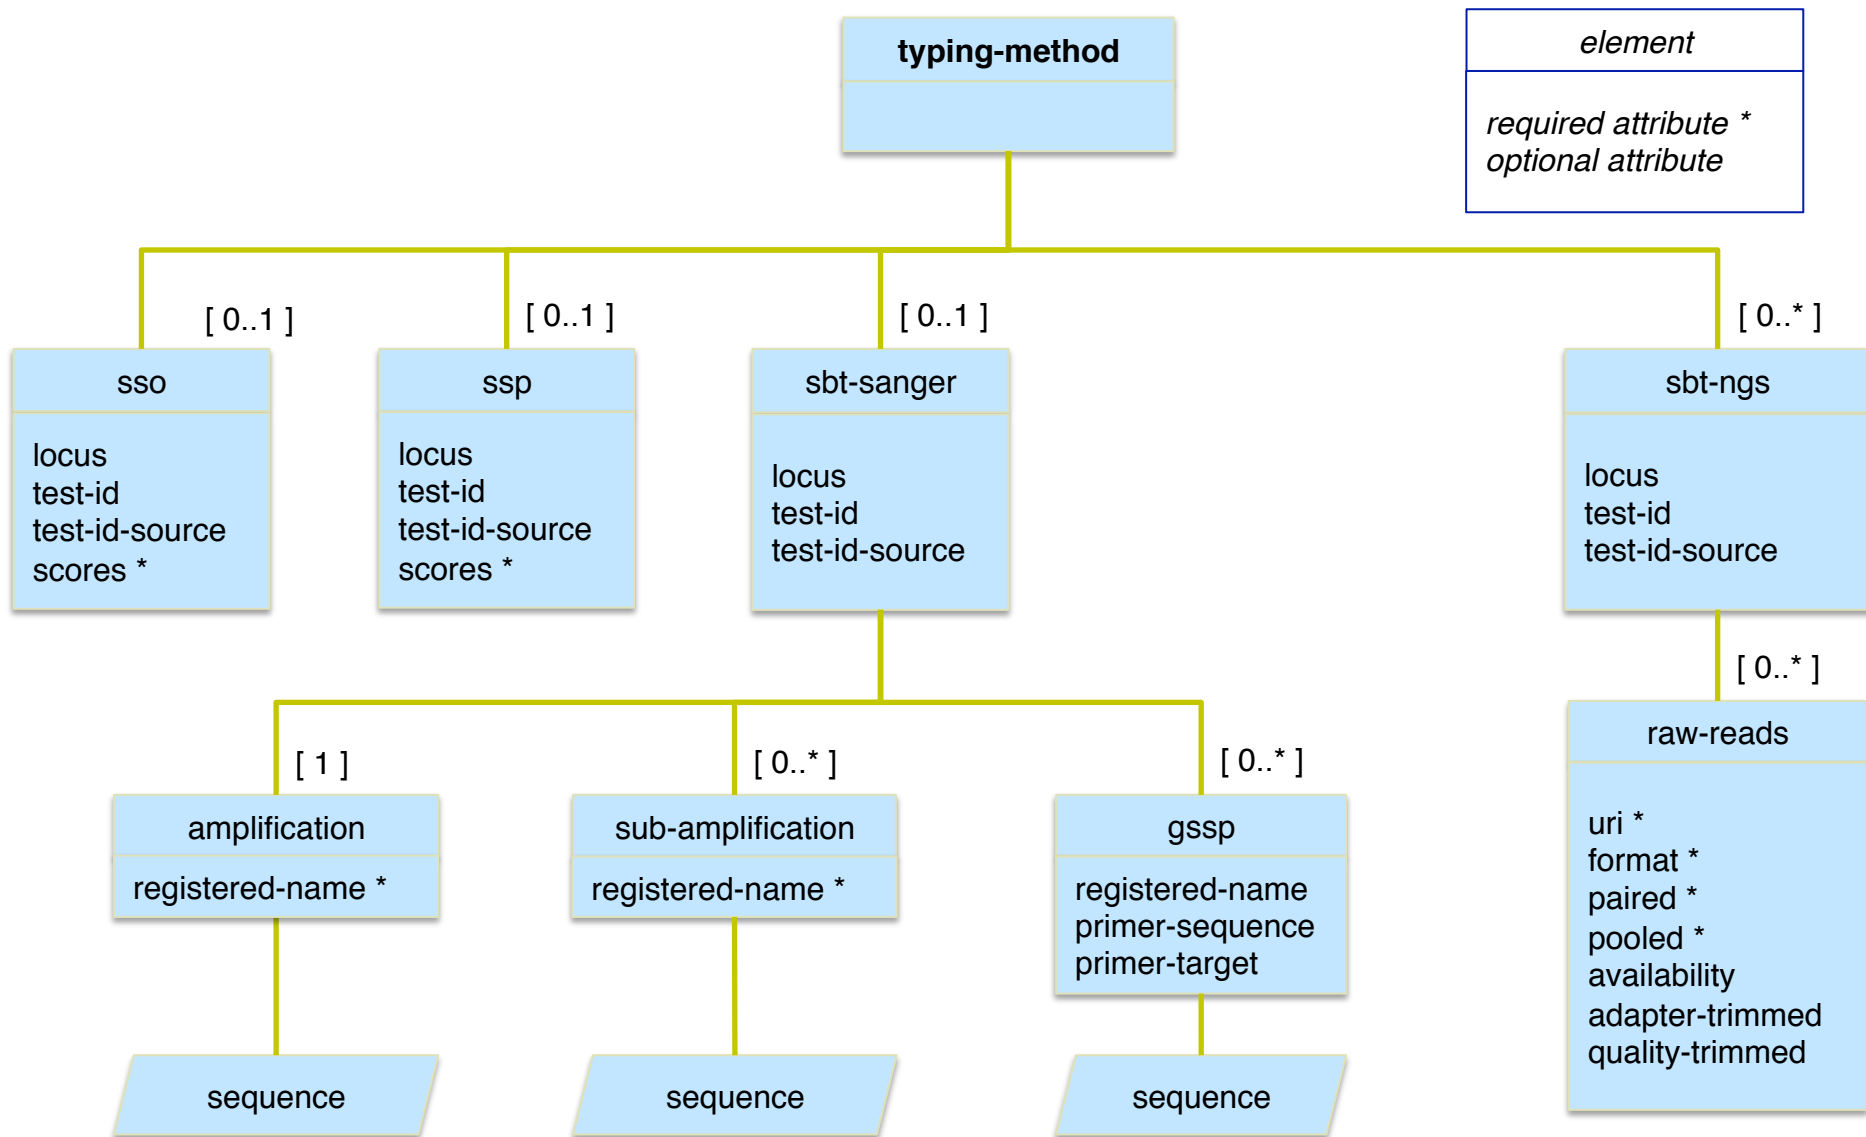 typing-method
element
required attribute *
optional attribute
[ 0..1 ]
[ 0..1 ]
[ 0..1 ]
[ 0..* ]
sso
locus
test-id
test-id-source
scores *
ssp
locus
test-id
test-id-source
scores *
sbt-sanger
locus
test-id
test-id-source
sbt-ngs
locus
test-id
test-id-source
[ 0..* ]
raw-reads
uri *
format *
paired *
pooled *
availability
adapter-trimmed
quality-trimmed
[ 1 ]
[ 0..* ]
[ 0..* ]
amplification
registered-name *
sub-amplification
registered-name *
gssp
registered-name
primer-sequence
primer-target
sequence
sequence
sequence